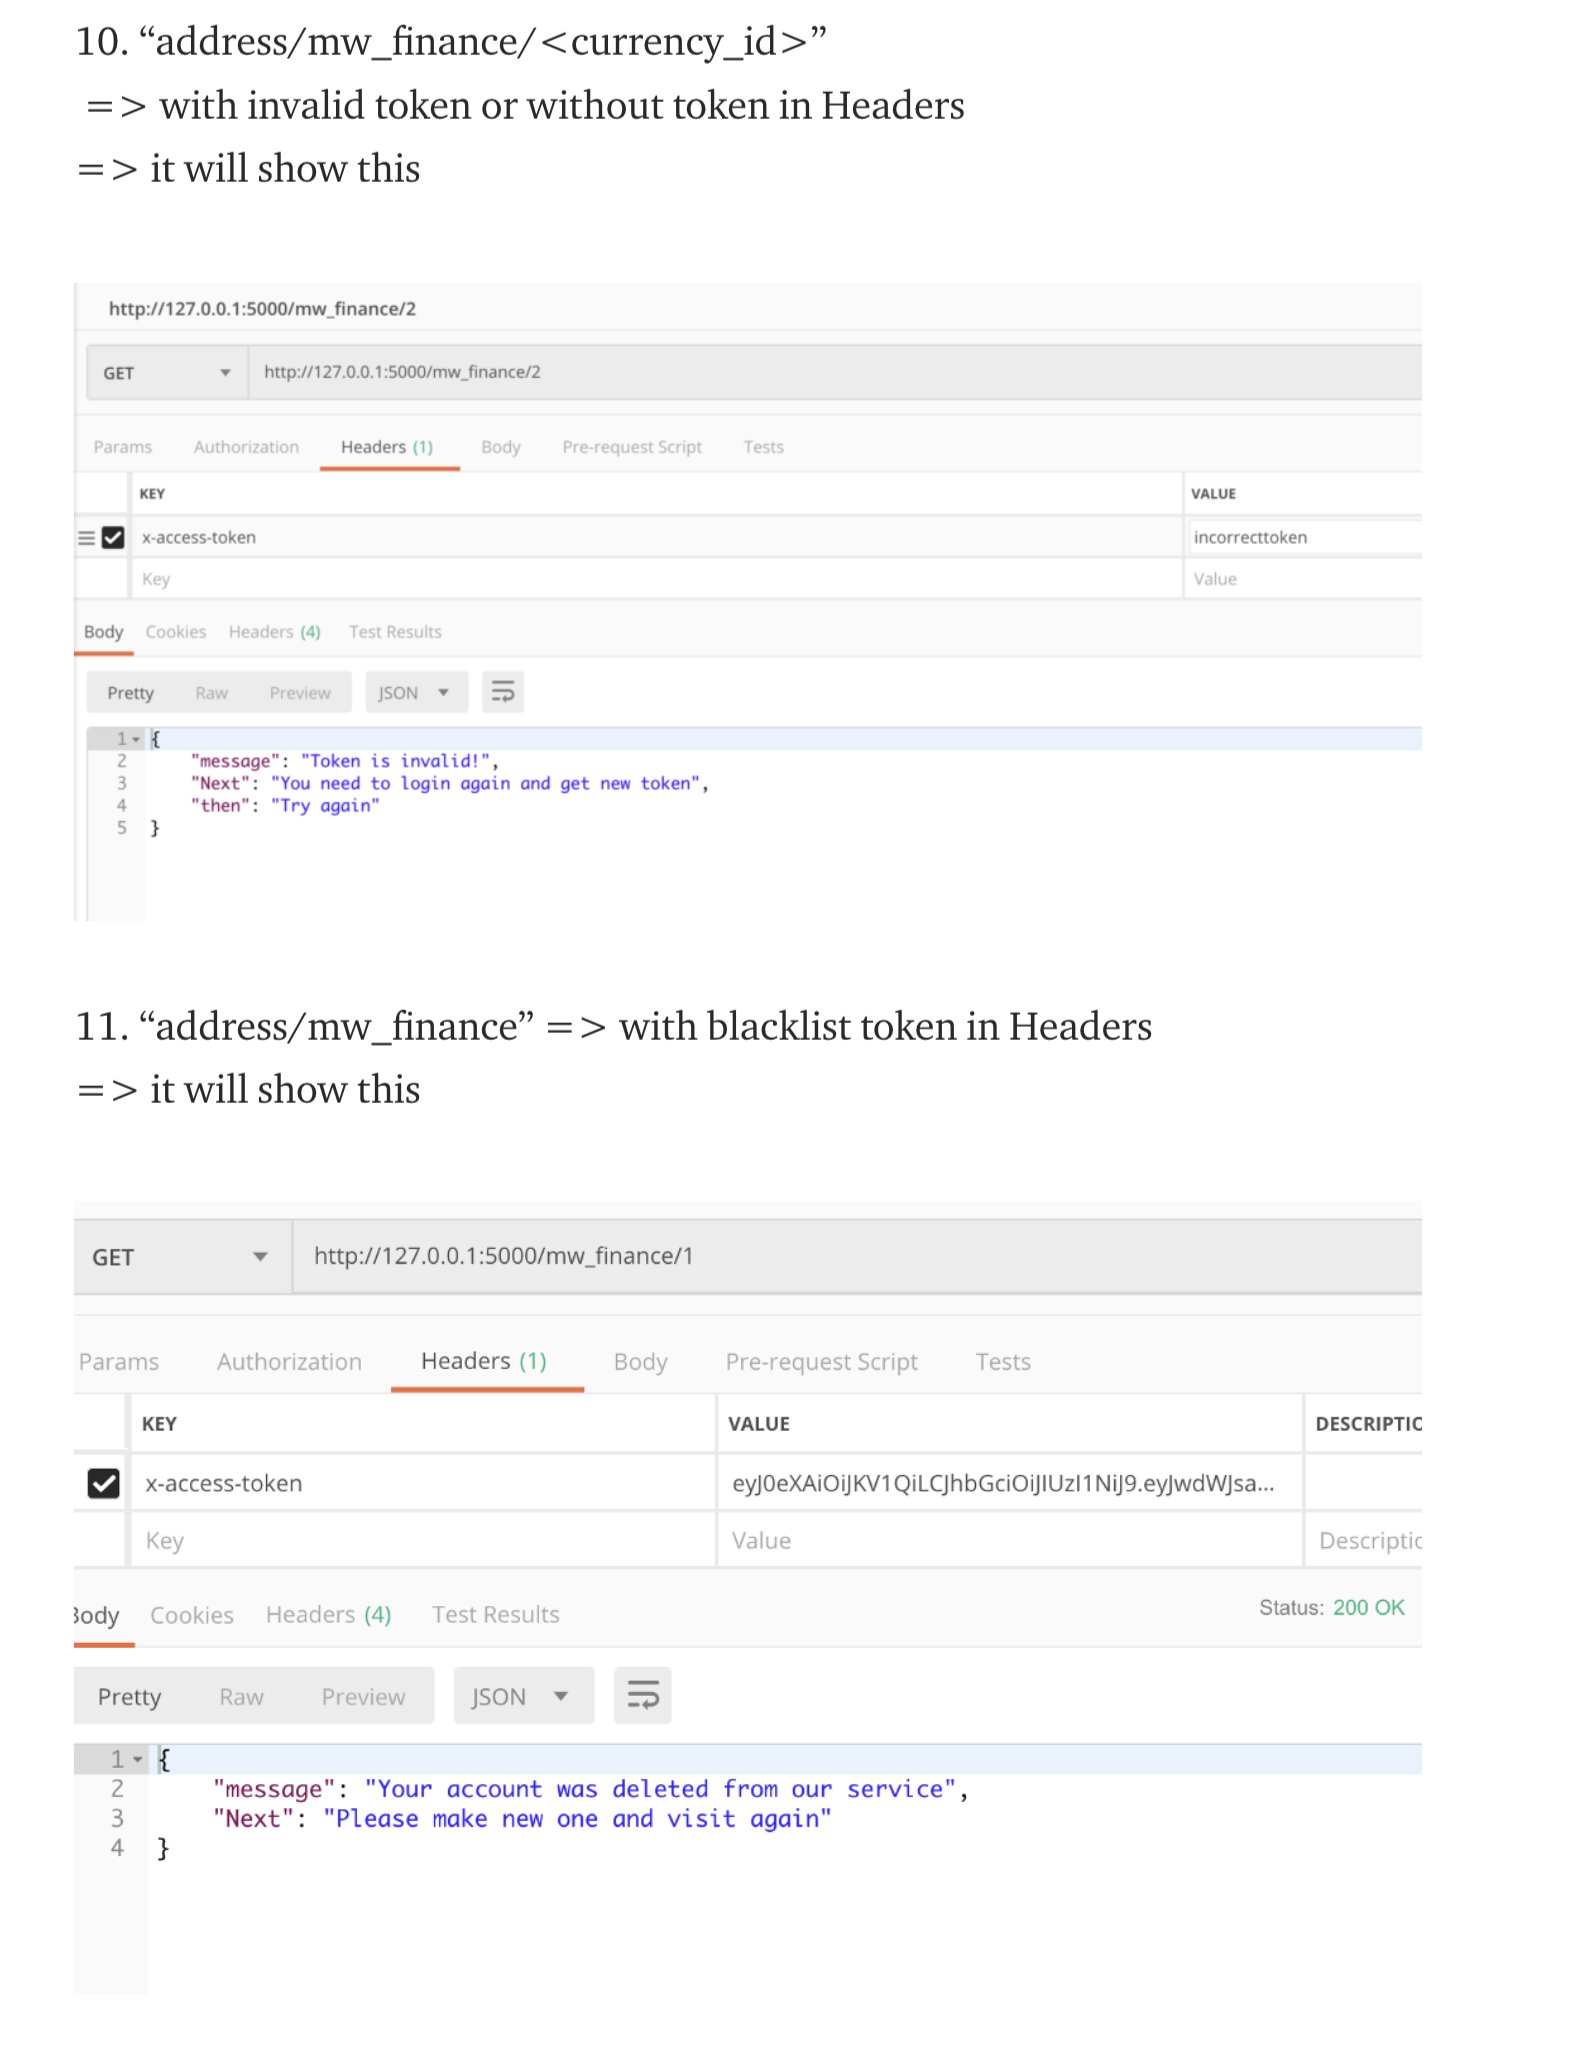 10. “address/mw_finance/<currency_id>”
=> with invalid token or without token in Headers
=> it will show this
http://127.0.0.1:5000/mw_finance/2
GET http://127.0.0.1:5000/mw_finance/2
Params Authorization Headers (1) Body Pre-request Script Tests
KEY VALUE
x-access-token incorrecttoken
Key Value
Body Cookies Headers (4) Test Results
Pretty Raw Preview JSON
1 {
2 "message": "Token is invalid!",
3 "Next": "You need to login again and get new token",
4 "then": "Try again"
5 }
11. “address/mw_finance” => with blacklist token in Headers
=> it will show this
GET http://127.0.0.1:5000/mw_finance/1
Params Authorization Headers (1) Body Pre-request Script Tests
KEY VALUE DESCRIPTIO
x-access-token eyJ0eXAiOiJKV1QiLCJhbGciOiJIUzI1NiJ9.eyJwdWJsa...
Key Value Descriptio
Body Cookies Headers (4) Test Results Status: 200 OK
Pretty Raw Preview JSON
1 {
2 "message": "Your account was deleted from our service",
3 "Next": "Please make new one and visit again"
4 }